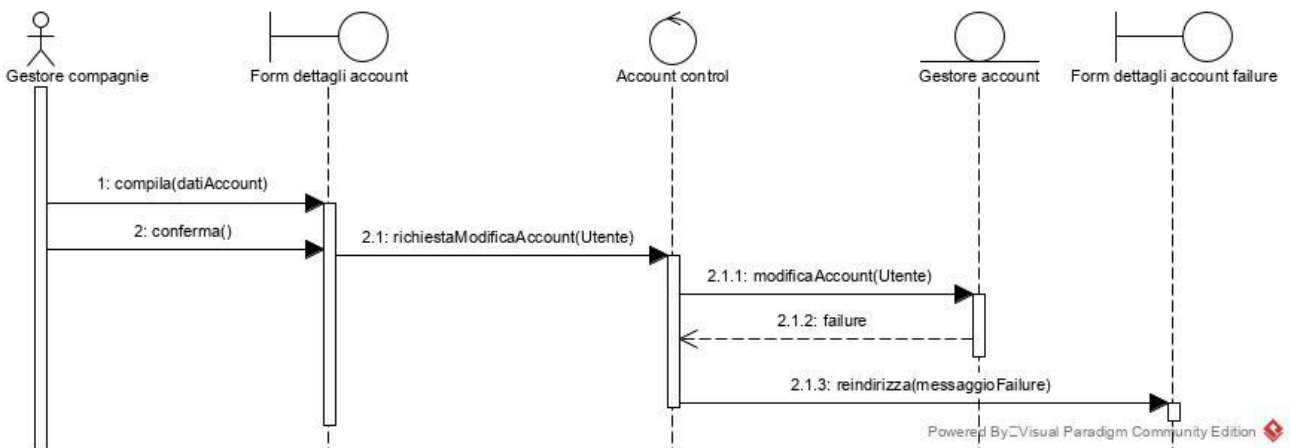 Gestore compagnie
Form dettagli account
Account control
Gestore account
Form dettagli account failure
1: compila(datiAccount)
2: conferma()
2.1: richiestaModificaAccount(Utente)
2.1.1: modificaAccount(Utente)
2.1.2: failure
2.1.3: reindirizza(messaggioFailure)
Powered By Visual Paradigm Community Edition